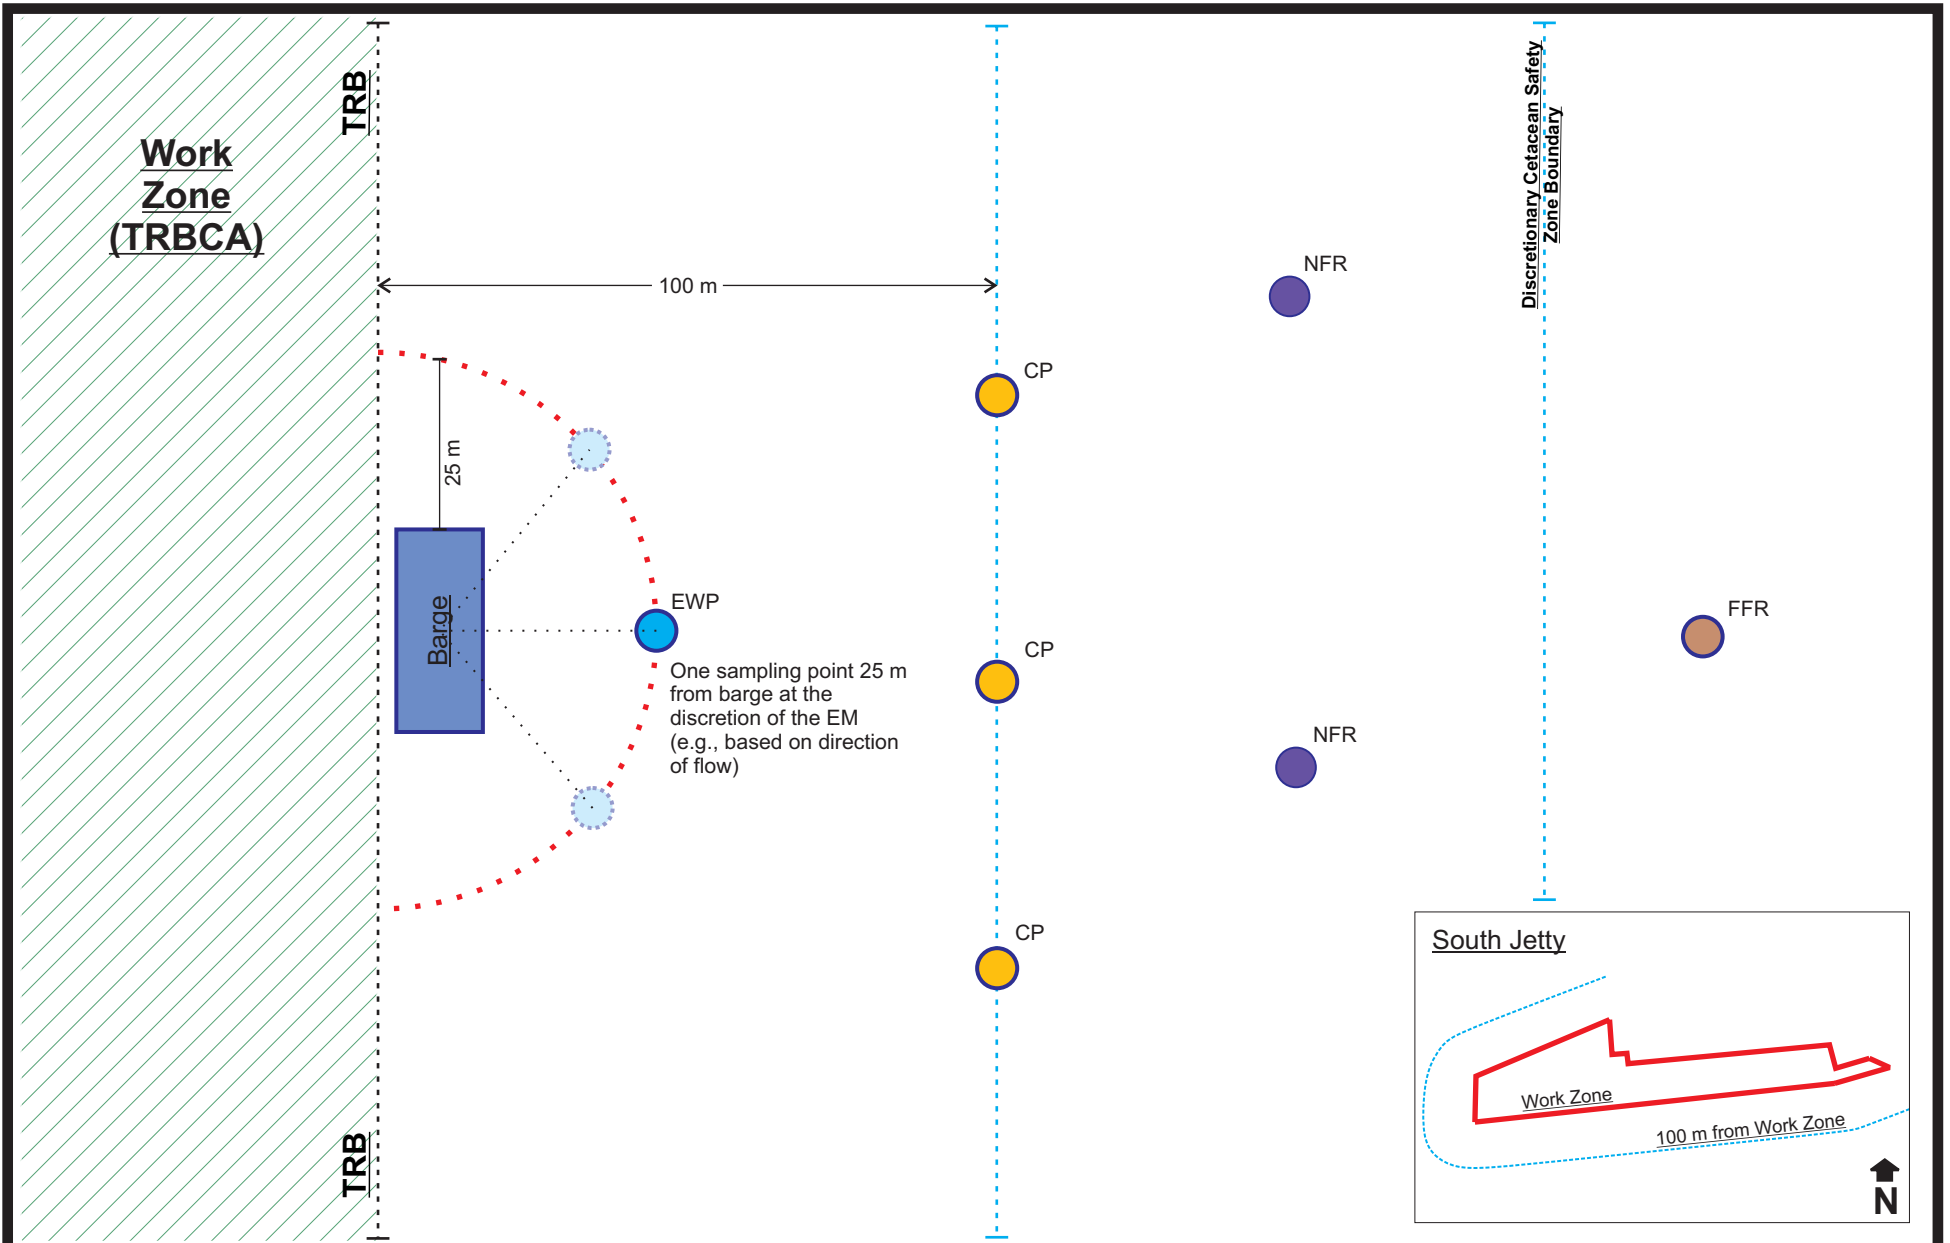 TRB
Work
Zone
(TRBCA)
Discretionary Cetacean Safety
Zone Boundary
NFR
100 m
CP
25 m
EWP
Barge
FFR
CP
One sampling point 25 m
from barge at the
discretion of the EM
(e.g., based on direction
of flow)
NFR
CP
TRB
South Jetty
Work Zone
100 m from Work Zone
N